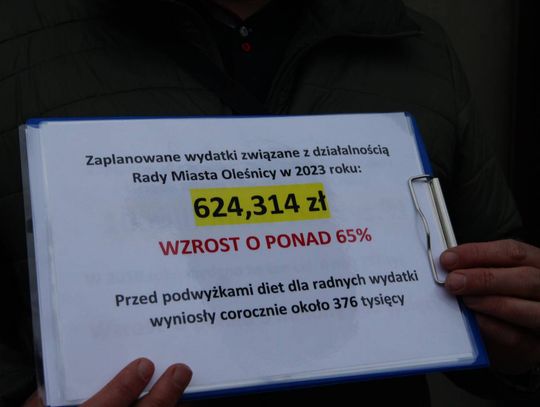 Zaplanowane wydatki związane z działalnością
Rady Miasta Oleśnicy w 2023 roku:
624,314 zł
WZROST O PONAD 65%
Przed podwyżkami diet dla radnych wydatki
wyniosły corocznie około 376 tysięcy